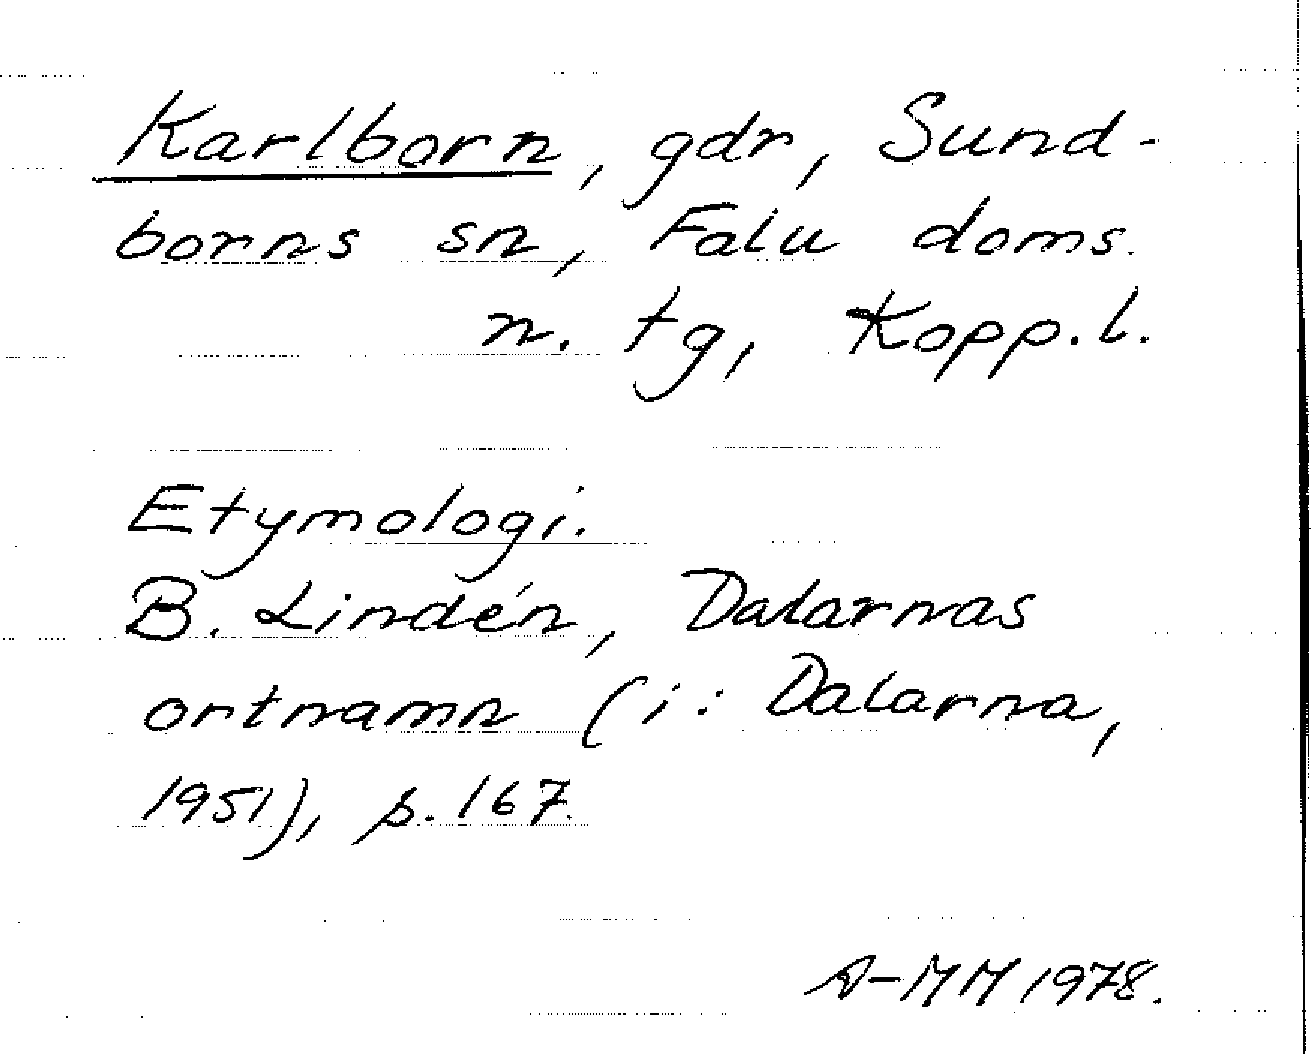 Karlborn, gdr, Sund-
borns sn, Falu doms.
n. tg, Kopp.l.
Etymologi.
B. Lindén, Dalarnas
ortnamn (i: Dalarna,
1951), p. 167.
A-MM 1978.